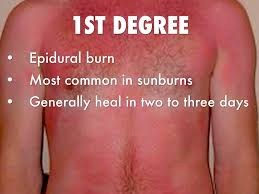 1ST DEGREE
• Epidural burn
• Most common in sunburns
• Generally heal in two to three days